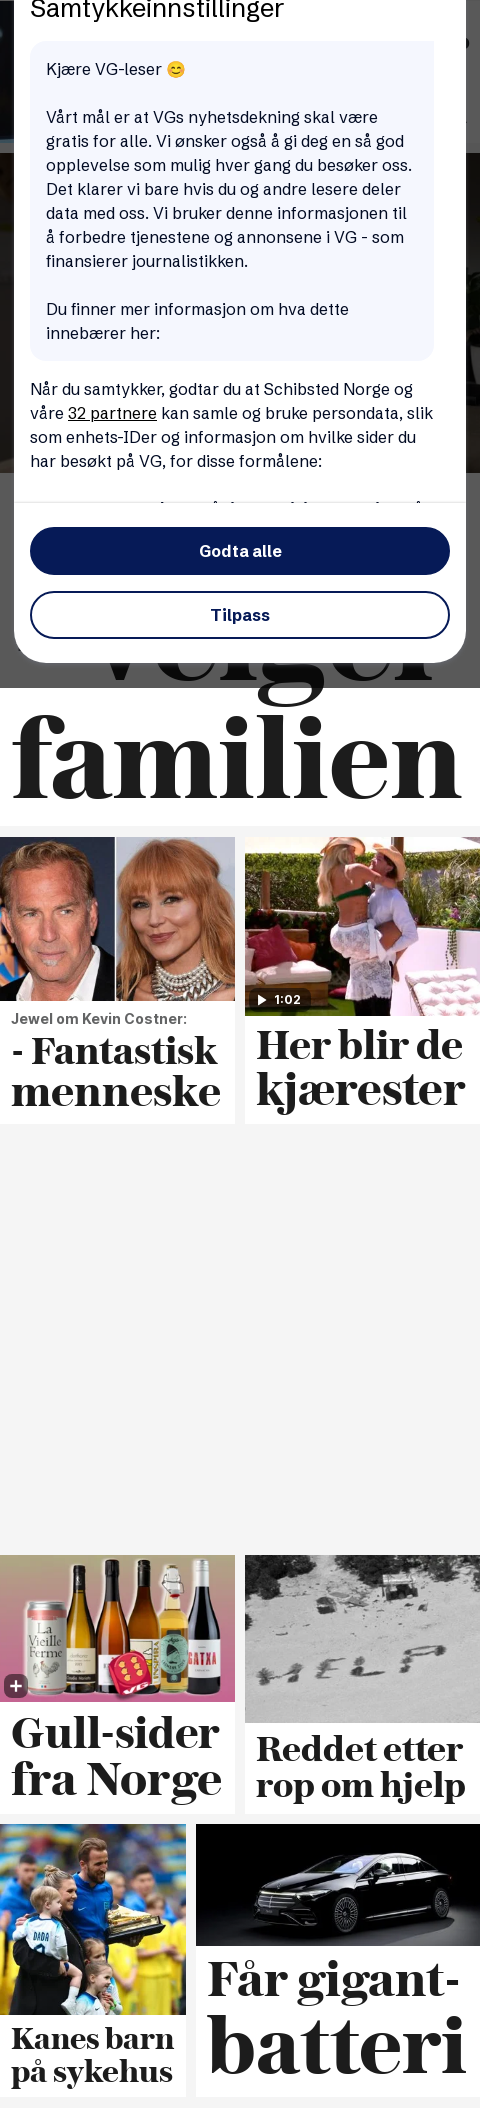 Samtykkeinnstillinger
Kjære VG-leser 😊
Vårt mål er at VGs nyhetsdekning skal være
gratis for alle. Vi ønsker også å gi deg en så god
opplevelse som mulig hver gang du besøker oss.
Det klarer vi bare hvis du og andre lesere deler
data med oss. Vi bruker denne informasjonen til
å forbedre tjenestene og annonsene i VG - som
finansierer journalistikken.
Du finner mer informasjon om hva dette
innebærer her:
Når du samtykker, godtar du at Schibsted Norge og
våre 32 partnere kan samle og bruke persondata, slik
som enhets-IDer og informasjon om hvilke sider du
har besøkt på VG, for disse formålene:
Godta alle
Tilpass
familien
Jewel om Kevin Costner:
- Fantastisk
menneske
1:02
Her blir de
kjærester
La
Vieille
Ferme
CATXA
VG
Gull-sider
fra Norge
HELP
Reddet etter
rop om hjelp
DADA
Kanes barn
på sykehus
Får gigant-
batteri